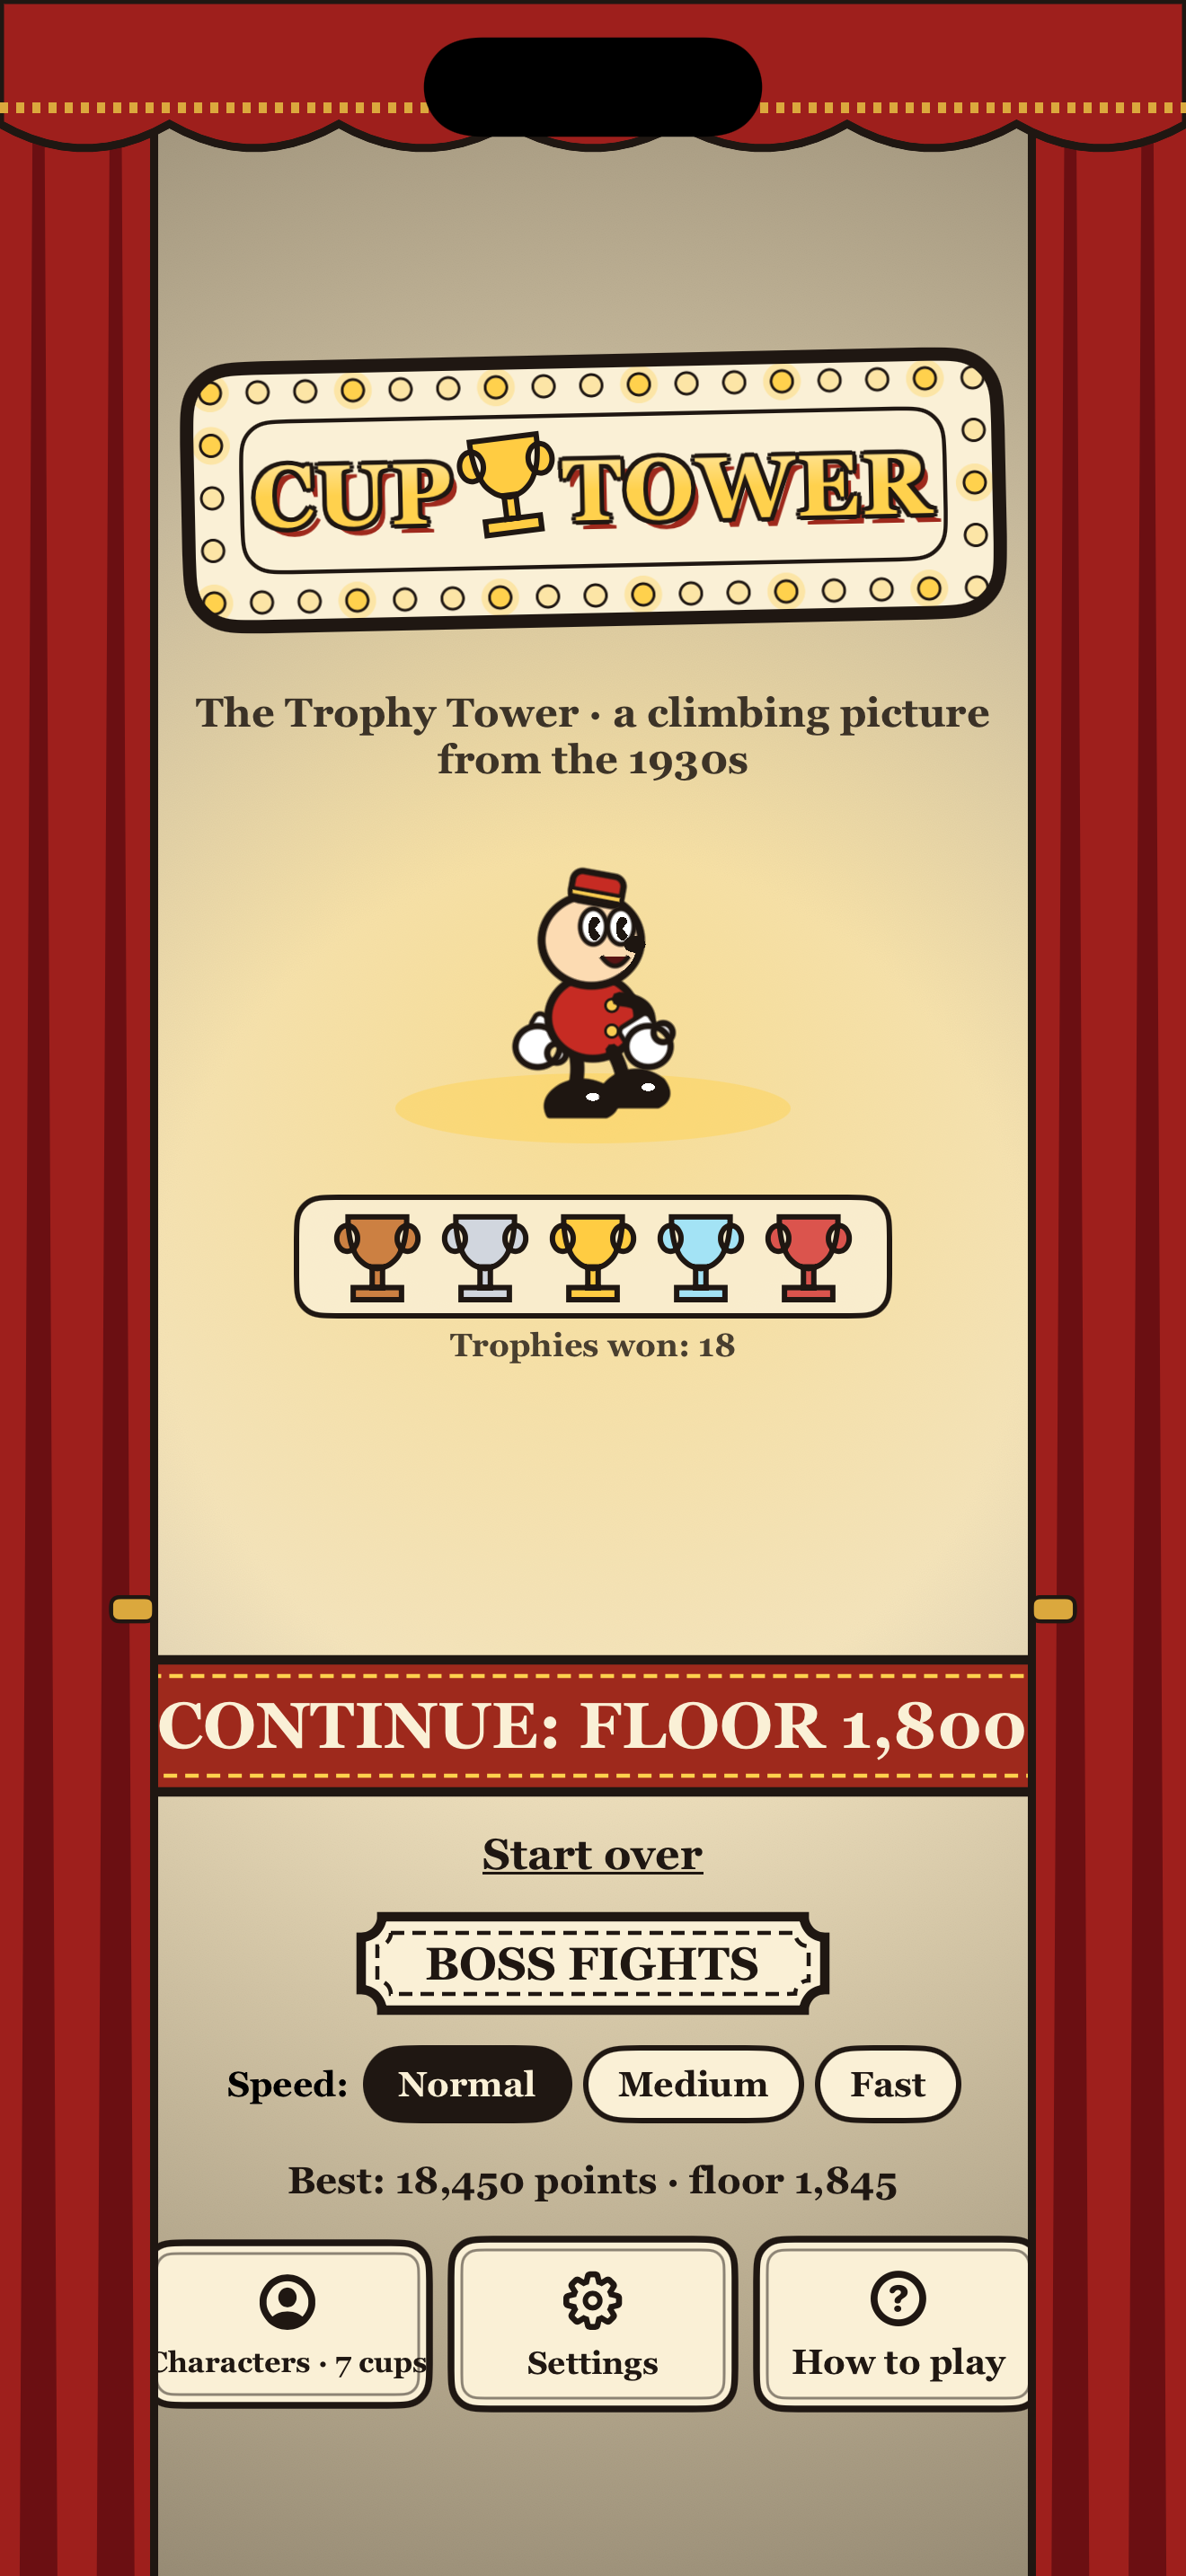 CUP TOWER
The Trophy Tower · a climbing picture
from the 1930s
Trophies won: 18
CONTINUE: FLOOR 1,800
Start over
BOSS FIGHTS
Speed: Normal Medium Fast
Best: 18,450 points · floor 1,845
Characters · 7 cups Settings How to play